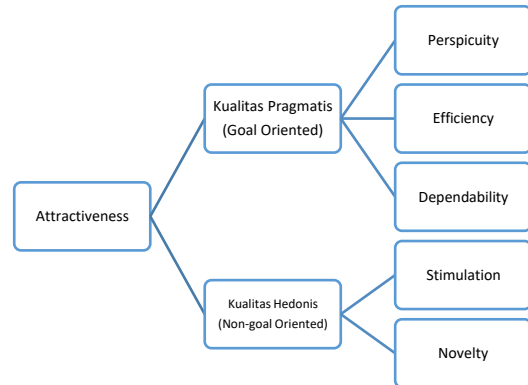 Attractiveness
Kualitas Pragmatis
(Goal Oriented)
Perspicuity
Efficiency
Dependability
Kualitas Hedonis
(Non-goal Oriented)
Stimulation
Novelty